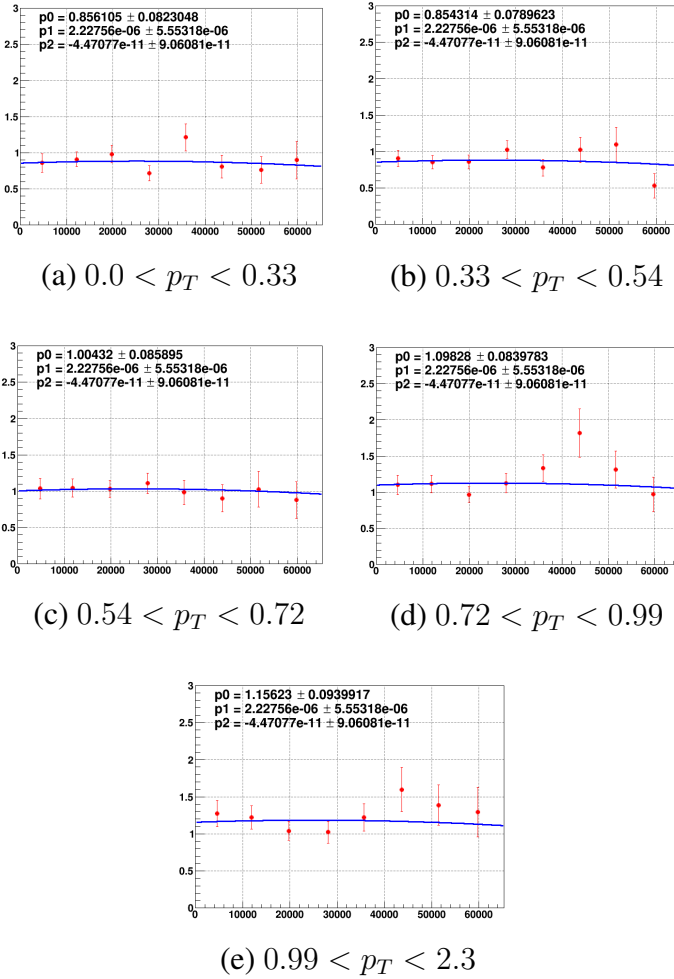 p0 = 0.856105 ± 0.0823048
p1 = 2.22756e-06 ± 5.55318e-06
p2 = -4.47077e-11 ± 9.06081e-11
3
2.5
2
1.5
1
0.5
0
0 10000 20000 30000 40000 50000 60000
(a) 0.0 < p_T < 0.33
p0 = 0.854314 ± 0.0789623
p1 = 2.22756e-06 ± 5.55318e-06
p2 = -4.47077e-11 ± 9.06081e-11
3
2.5
2
1.5
1
0.5
0
0 10000 20000 30000 40000 50000 60000
(b) 0.33 < p_T < 0.54
p0 = 1.00432 ± 0.085895
p1 = 2.22756e-06 ± 5.55318e-06
p2 = -4.47077e-11 ± 9.06081e-11
3
2.5
2
1.5
1
0.5
0
0 10000 20000 30000 40000 50000 60000
(c) 0.54 < p_T < 0.72
p0 = 1.09828 ± 0.0839783
p1 = 2.22756e-06 ± 5.55318e-06
p2 = -4.47077e-11 ± 9.06081e-11
3
2.5
2
1.5
1
0.5
0
0 10000 20000 30000 40000 50000 60000
(d) 0.72 < p_T < 0.99
p0 = 1.15623 ± 0.0939917
p1 = 2.22756e-06 ± 5.55318e-06
p2 = -4.47077e-11 ± 9.06081e-11
3
2.5
2
1.5
1
0.5
0
0 10000 20000 30000 40000 50000 60000
(e) 0.99 < p_T < 2.3